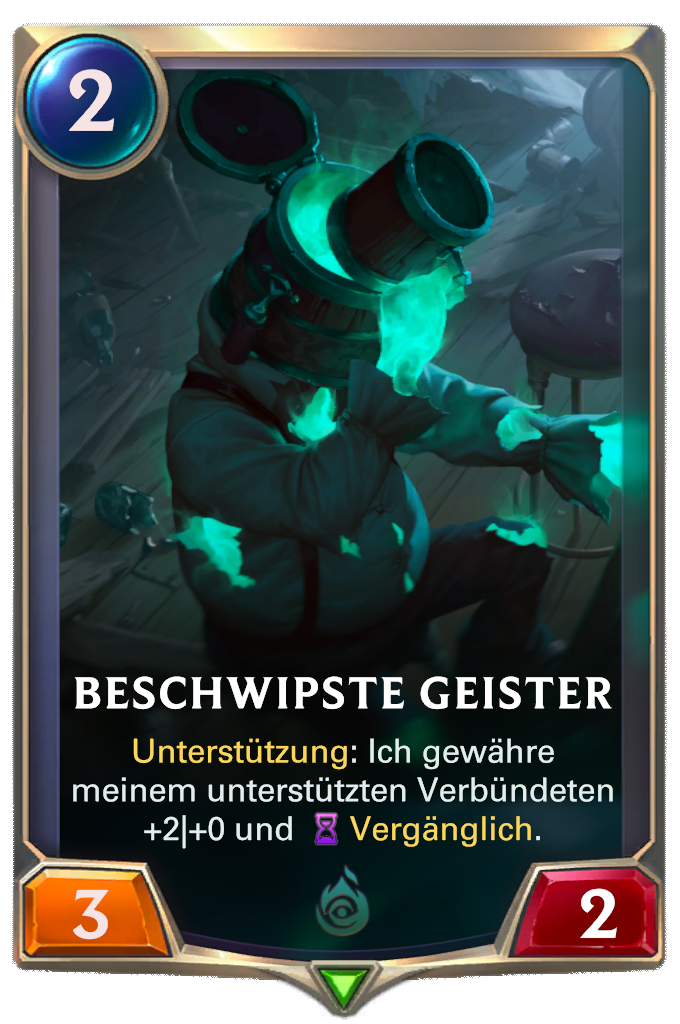 2
BESCHWIPSTE GEISTER
Unterstützung: Ich gewähre
meinem unterstützten Verbündeten
+2|+0 und Vergänglich.
3
2